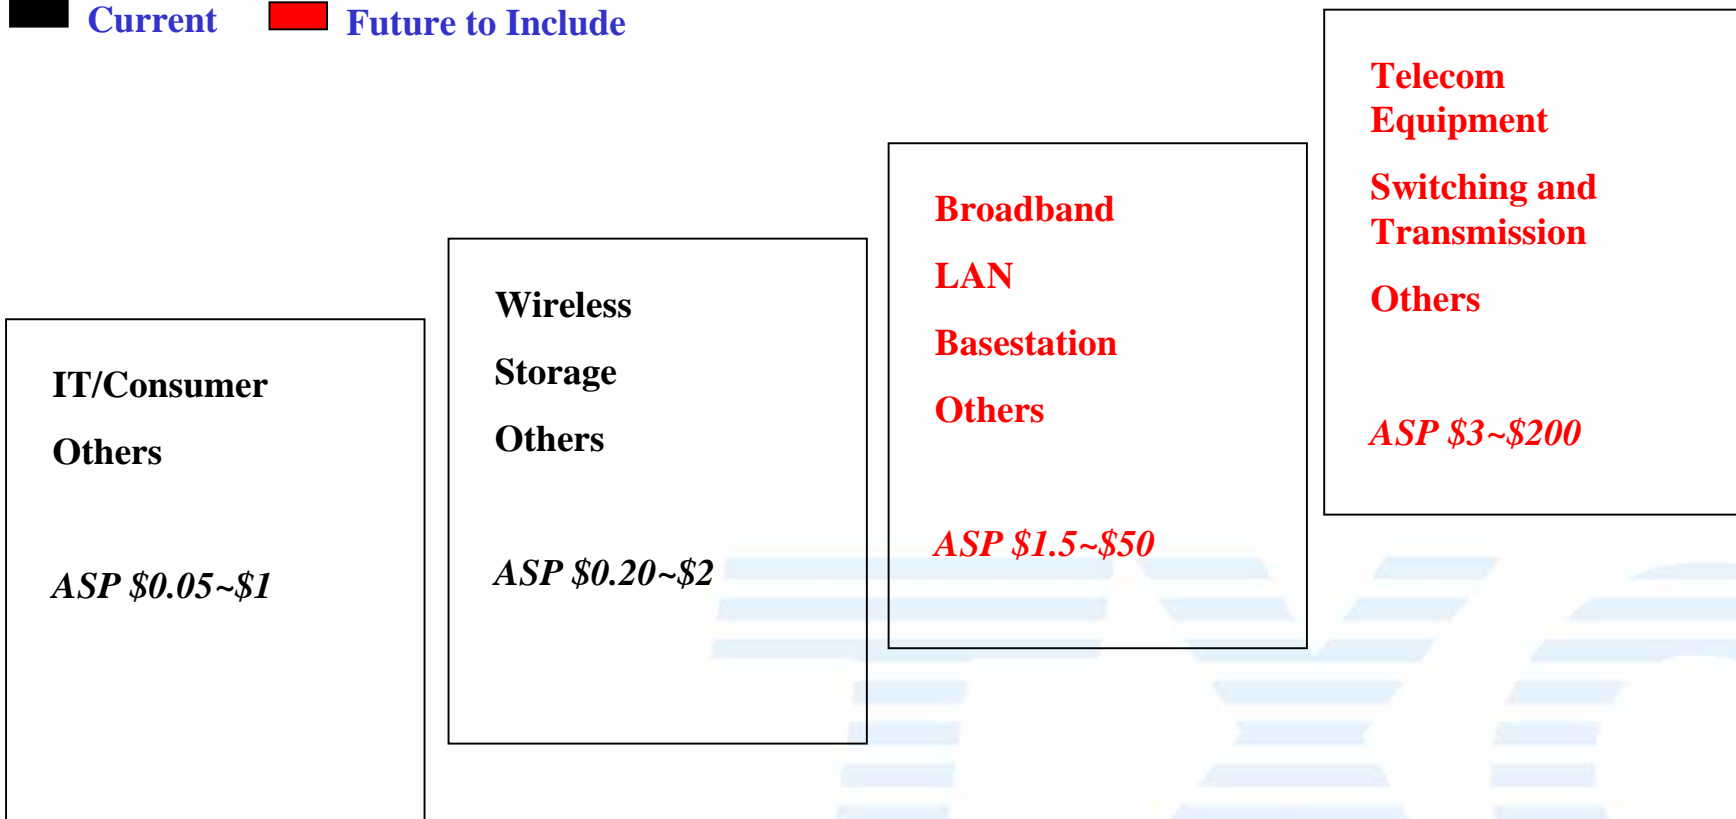 Current
Future to Include
Telecom
Equipment
Switching and
Transmission
Others
ASP $3~$200
Broadband
LAN
Basestation
Others
ASP $1.5~$50
Wireless
Storage
Others
ASP $0.20~$2
IT/Consumer
Others
ASP $0.05~$1
TXC